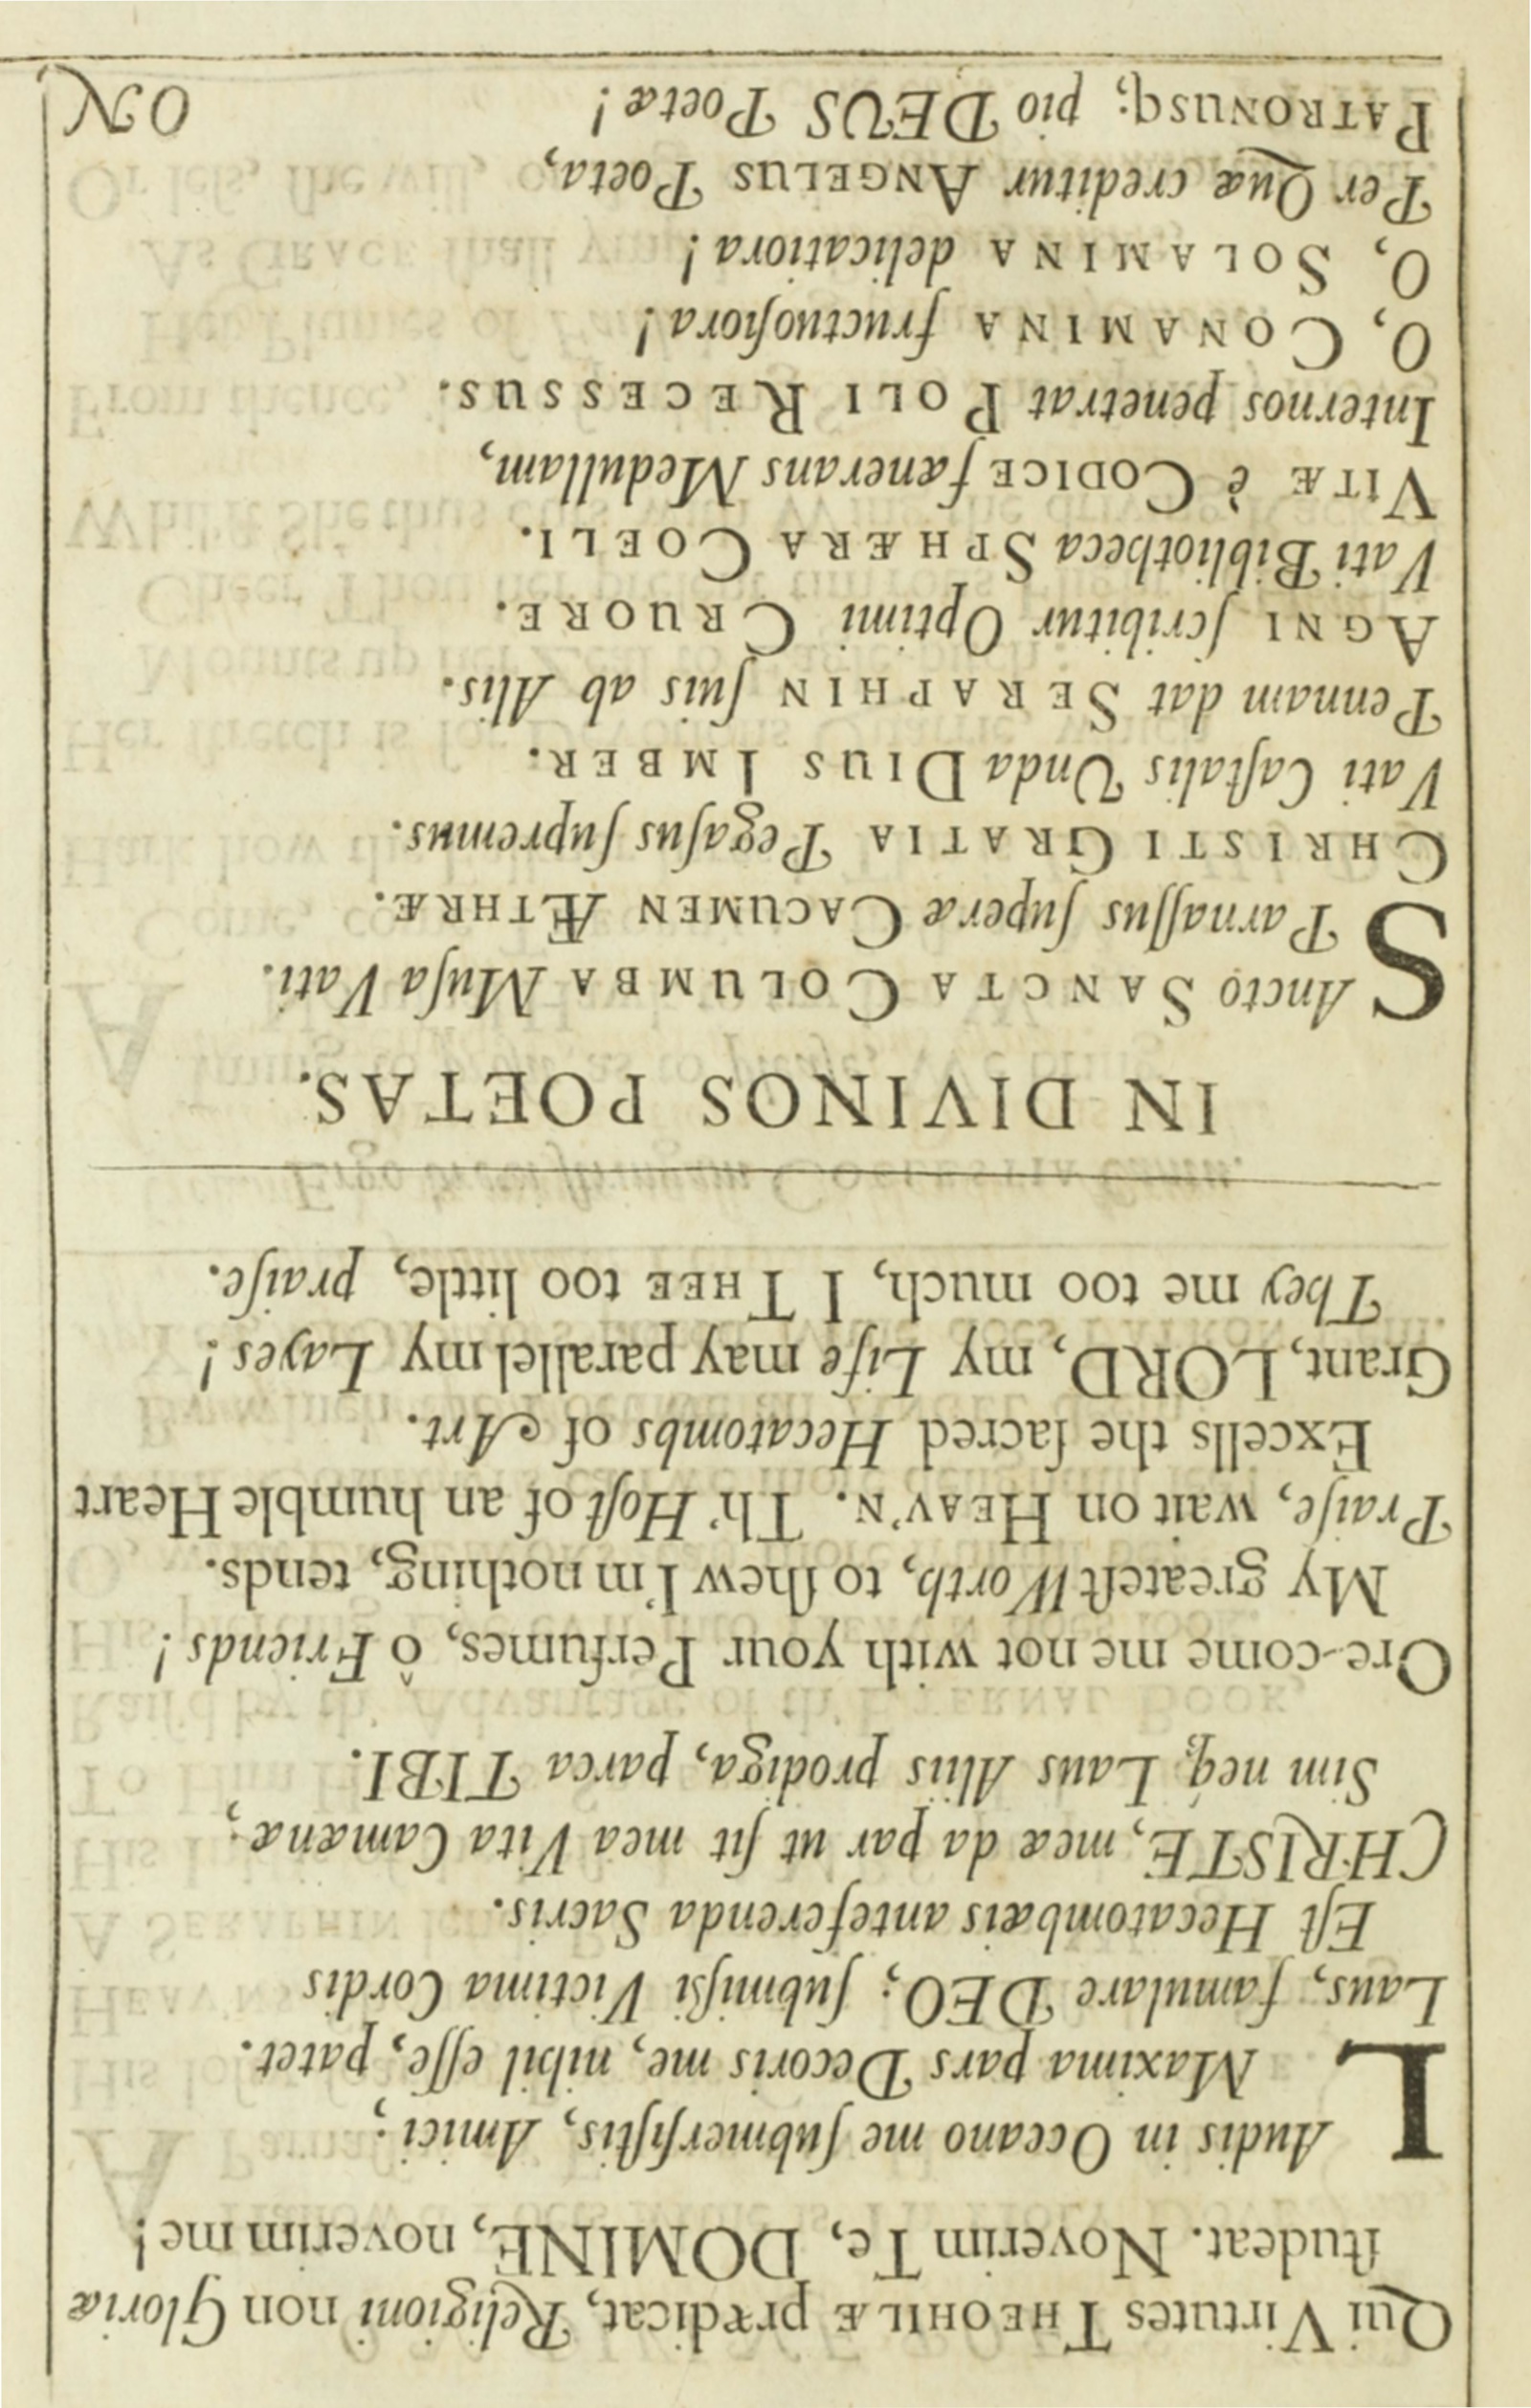 Qui Virtutes THEOHILÆ prædicat, Religioni non Gloriæ
ſtudeat. Noverim Te, DOMINE, noverim me!
LAudis in Oceano me ſubmerſiſtis, Amici;
Maxima pars Decoris me, nihil eſſe, patet.
Laus, famulare DEO; ſubmiſſi Victima Cordis
Eſt Hecatombæis anteferenda Sacris.
CHRISTE, meæ da par ut ſit mea Vita Camænæ;
Sim neq; Laus Aliis prodiga, parca TIBI.
Ore-come me not with your Perfumes, ô Friends!
My greateſt Worth, to ſhew I'm nothing, tends.
Praiſe, wait on HEAV'N. Th' Hoſt of an humble Heart
Excells the ſacred Hecatombs of Art.
Grant, LORD, my Life may parallel my Layes!
They me too much, I THEE too little, praiſe.
IN DIVINOS POETAS.
SAncto SANCTA COLUMBA Muſa Vati.
Parnaſſus ſuperæ CACUMEN ÆTHRÆ.
CHRISTI GRATIA Pegaſus ſupremus.
Vati Caſtalis Unda DIUS IMBER.
Pennam dat SERAPHIN ſuis ab Alis.
AGNI ſcribitur Optimi CRUORE.
Vati Bibliotheca SPHÆRA COELI.
VITÆ è CODICE fænerans Medullam,
Internos penetrat POLI RECESSUS.
O, CONAMINA fructuoſiora!
O, SOLAMINA delicatiora!
Per Quæ creditur ANGELUS Poeta,
PATRONUSq; pio DEUS Poetæ!
ON